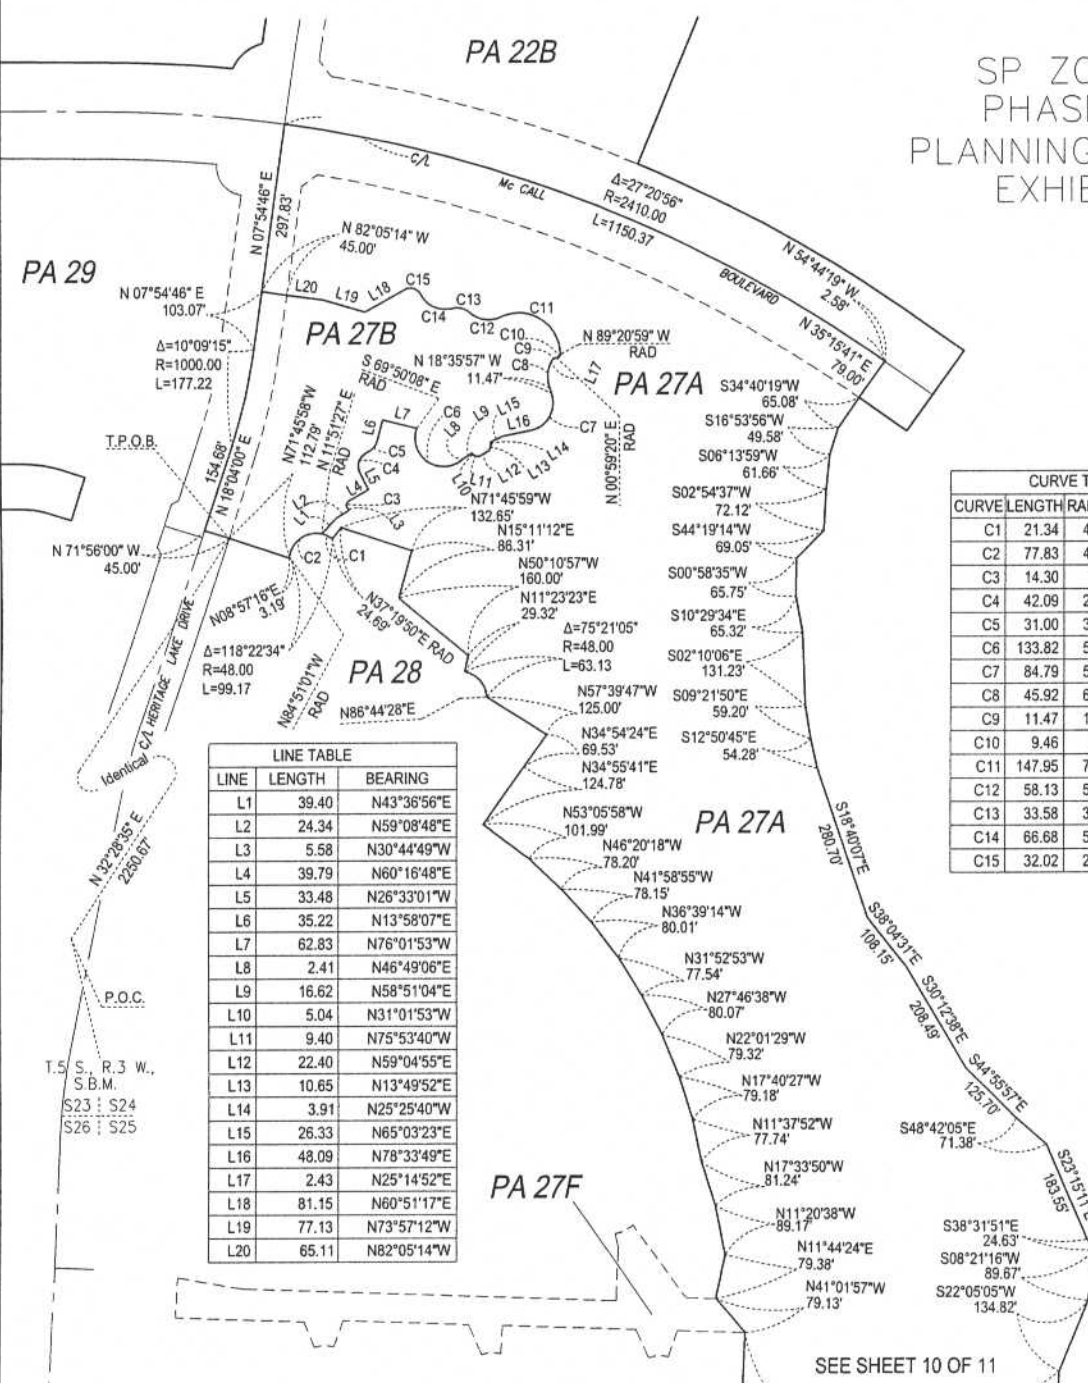 PA 22B
SP ZO
PHASE
PLANNING
EXHIB
C/L
Mc CALL
Δ=27°20'56"
R=2410.00
L=1150.37
BOULEVARD
N 54°44'19" W
2.58'
N 35°15'41" E
79.00'
N 07°54'46" E
297.83'
N 82°05'14" W
45.00'
PA 29
N 07°54'46" E
103.07'
Δ=10°09'15"
R=1000.00
L=177.22
T.P.O.B.
154.68'
N 18°04'00" E
N 71°56'00" W
45.00'
L20
L19
L18
C15
C14
C13
C12
C11
C10
C9
C8
PA 27B
N 89°20'59" W
RAD
L17
PA 27A
S 69°50'08" E
RAD
N 18°35'57" W
11.47'
N71°45'58"W
112.79'
N 11°51'27" E
RAD
L7
L6
C6
L8
L9
L15
L16
C7
C5
C4
L5
L4
L10
L11
L12
L13
L14
L2
L1
C3
L3
C2
C1
N 00°59'20" E
RAD
N71°45'59"W
132.65'
N15°11'12"E
86.31'
N50°10'57"W
160.00'
N11°23'23"E
29.32'
Δ=75°21'05"
R=48.00
L=63.13
N08°57'16"E
3.19'
N37°19'50"E RAD
24.69'
Δ=118°22'34"
R=48.00
L=99.17
N84°51'01"W
RAD
PA 28
N86°44'28"E
C/L HERITAGE LAKE DRIVE
Identical
N 32°28'35" E
2250.67'
P.O.C.
T.5 S., R.3 W.,
S.B.M.
S23 S24
S26 S25
S34°40'19"W
65.08'
S16°53'56"W
49.58'
S06°13'59"W
61.66'
S02°54'37"W
72.12'
S44°19'14"W
69.05'
S00°58'35"W
65.75'
S10°29'34"E
65.32'
S02°10'06"E
131.23'
S09°21'50"E
59.20'
S12°50'45"E
54.28'
N57°39'47"W
125.00'
N34°54'24"E
69.53'
N34°55'41"E
124.78'
N53°05'58"W
101.99'
PA 27A
N46°20'18"W
78.20'
N41°58'55"W
78.15'
N36°39'14"W
80.01'
N31°52'53"W
77.54'
N27°46'38"W
80.07'
N22°01'29"W
79.32'
N17°40'27"W
79.18'
N11°37'52"W
77.74'
N17°33'50"W
81.24'
N11°20'38"W
89.17'
N11°44'24"E
79.38'
N41°01'57"W
79.13'
S18°40'07"E
280.70'
S38°04'31"E
108.15'
S30°12'38"E
208.49'
S44°55'57"E
125.70'
S48°42'05"E
71.38'
S23°15'11"E
183.55'
S38°31'51"E
24.63'
S08°21'16"W
89.67'
S22°05'05"W
134.82'
LINE TABLE
LINE LENGTH BEARING
L1 39.40 N43°36'56"E
L2 24.34 N59°08'48"E
L3 5.58 N30°44'49"W
L4 39.79 N60°16'48"E
L5 33.48 N26°33'01"W
L6 35.22 N13°58'07"E
L7 62.83 N76°01'53"W
L8 2.41 N46°49'06"E
L9 16.62 N58°51'04"E
L10 5.04 N31°01'53"W
L11 9.40 N75°53'40"W
L12 22.40 N59°04'55"E
L13 10.65 N13°49'52"E
L14 3.91 N25°25'40"W
L15 26.33 N65°03'23"E
L16 48.09 N78°33'49"E
L17 2.43 N25°14'52"E
L18 81.15 N60°51'17"E
L19 77.13 N73°57'12"W
L20 65.11 N82°05'14"W
CURVE T
CURVE LENGTH RA
C1 21.34 4
C2 77.83 4
C3 14.30
C4 42.09 2
C5 31.00 3
C6 133.82 5
C7 84.79 5
C8 45.92 6
C9 11.47 1
C10 9.46
C11 147.95 7
C12 58.13 5
C13 33.58 3
C14 66.68 5
C15 32.02 2
PA 27F
SEE SHEET 10 OF 11